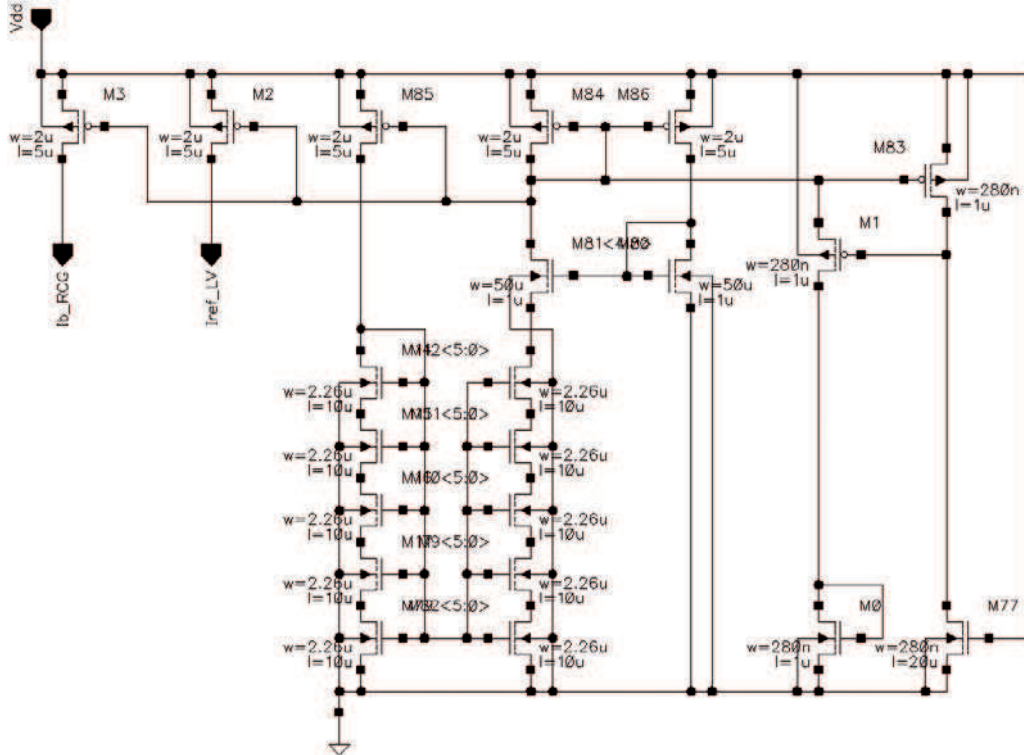 Vdd
M3
M2
M85
M84
M86
w=2u
l=5u
w=2u
l=5u
w=2u
l=5u
w=2u
l=5u
w=2u
l=5u
M83
w=280n
l=1u
M1
w=280n
l=1u
w=50u
l=1u
w=50u
l=1u
Ib_RCG
Iref_LV
w=2.26u
l=10u
w=2.26u
l=10u
w=2.26u
l=10u
w=2.26u
l=10u
w=2.26u
l=10u
w=2.26u
l=10u
w=2.26u
l=10u
w=2.26u
l=10u
w=2.26u
l=10u
w=2.26u
l=10u
M0
M77
w=280n
l=1u
w=280n
l=20u